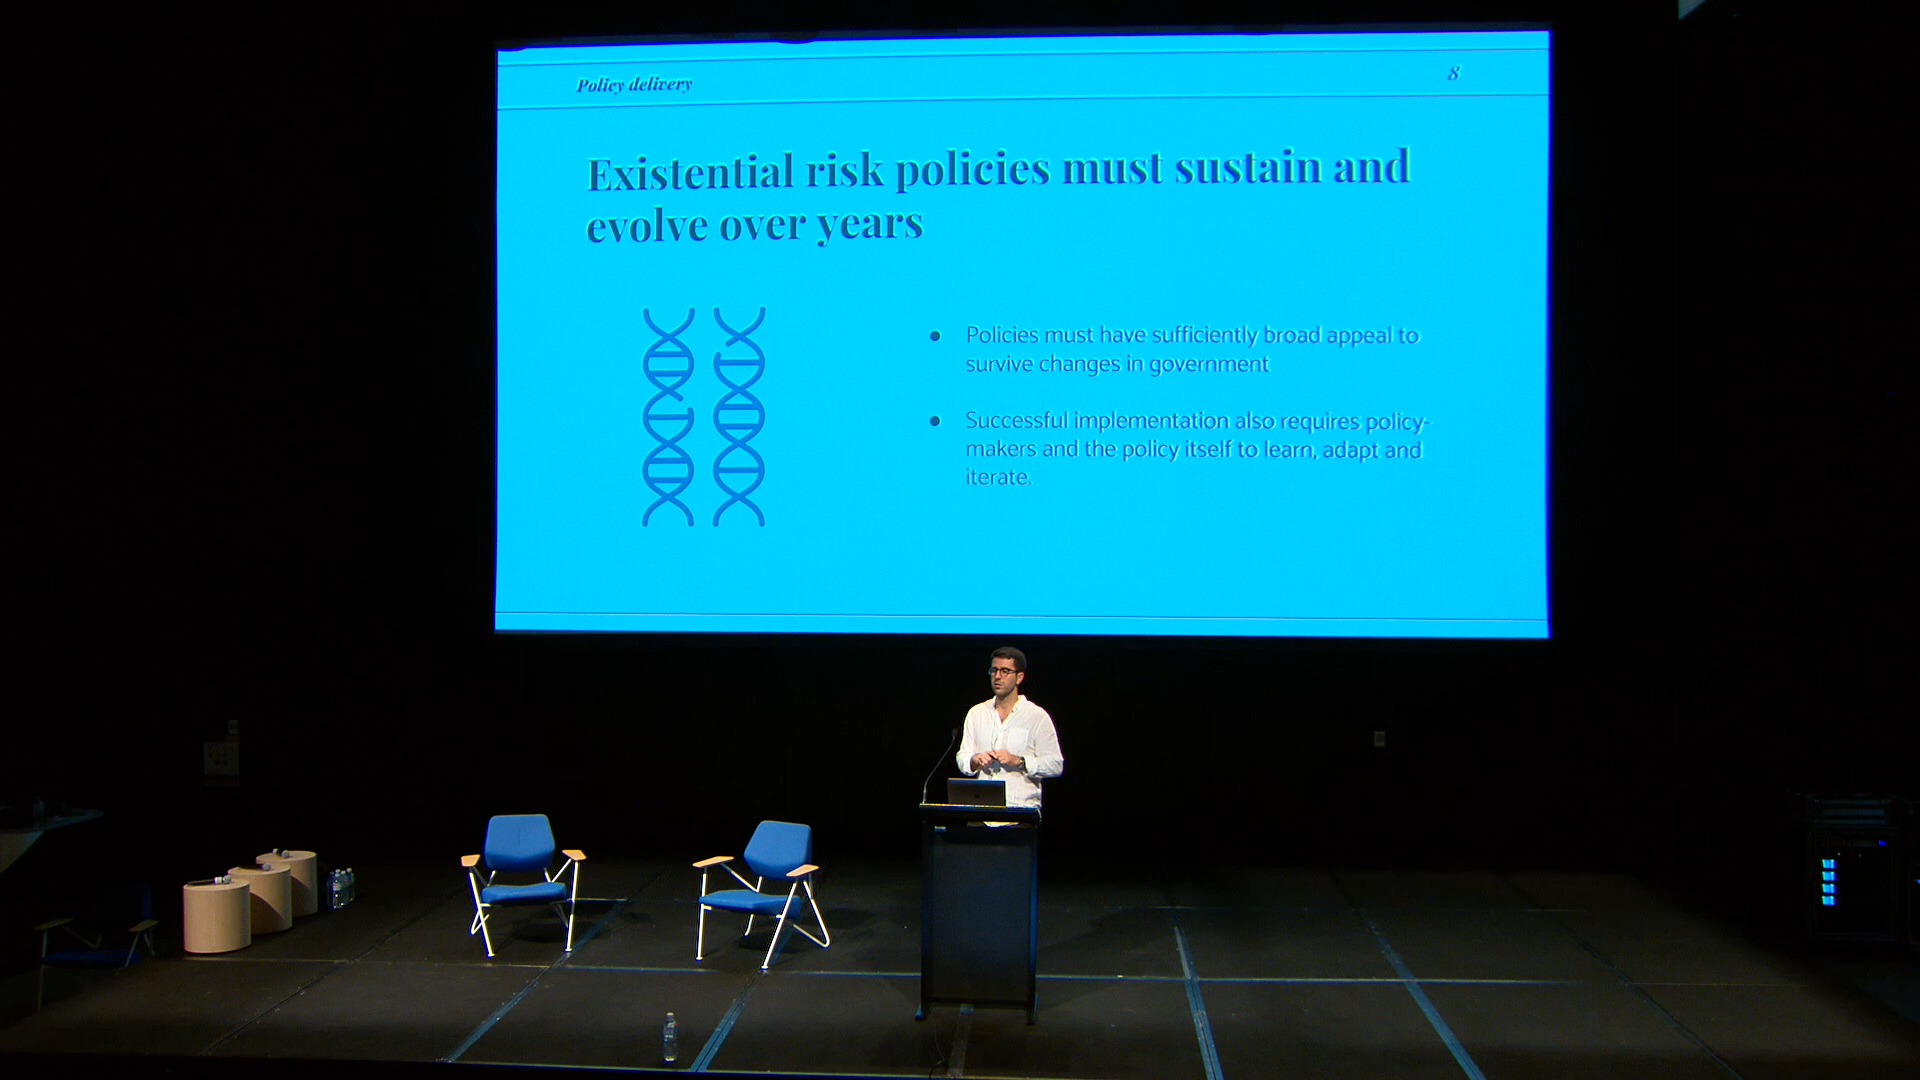 Policy delivery
8
Existential risk policies must sustain and
evolve over years
Policies must have sufficiently broad appeal to
survive changes in government
Successful implementation also requires policy-
makers and the policy itself to learn, adapt and
iterate.